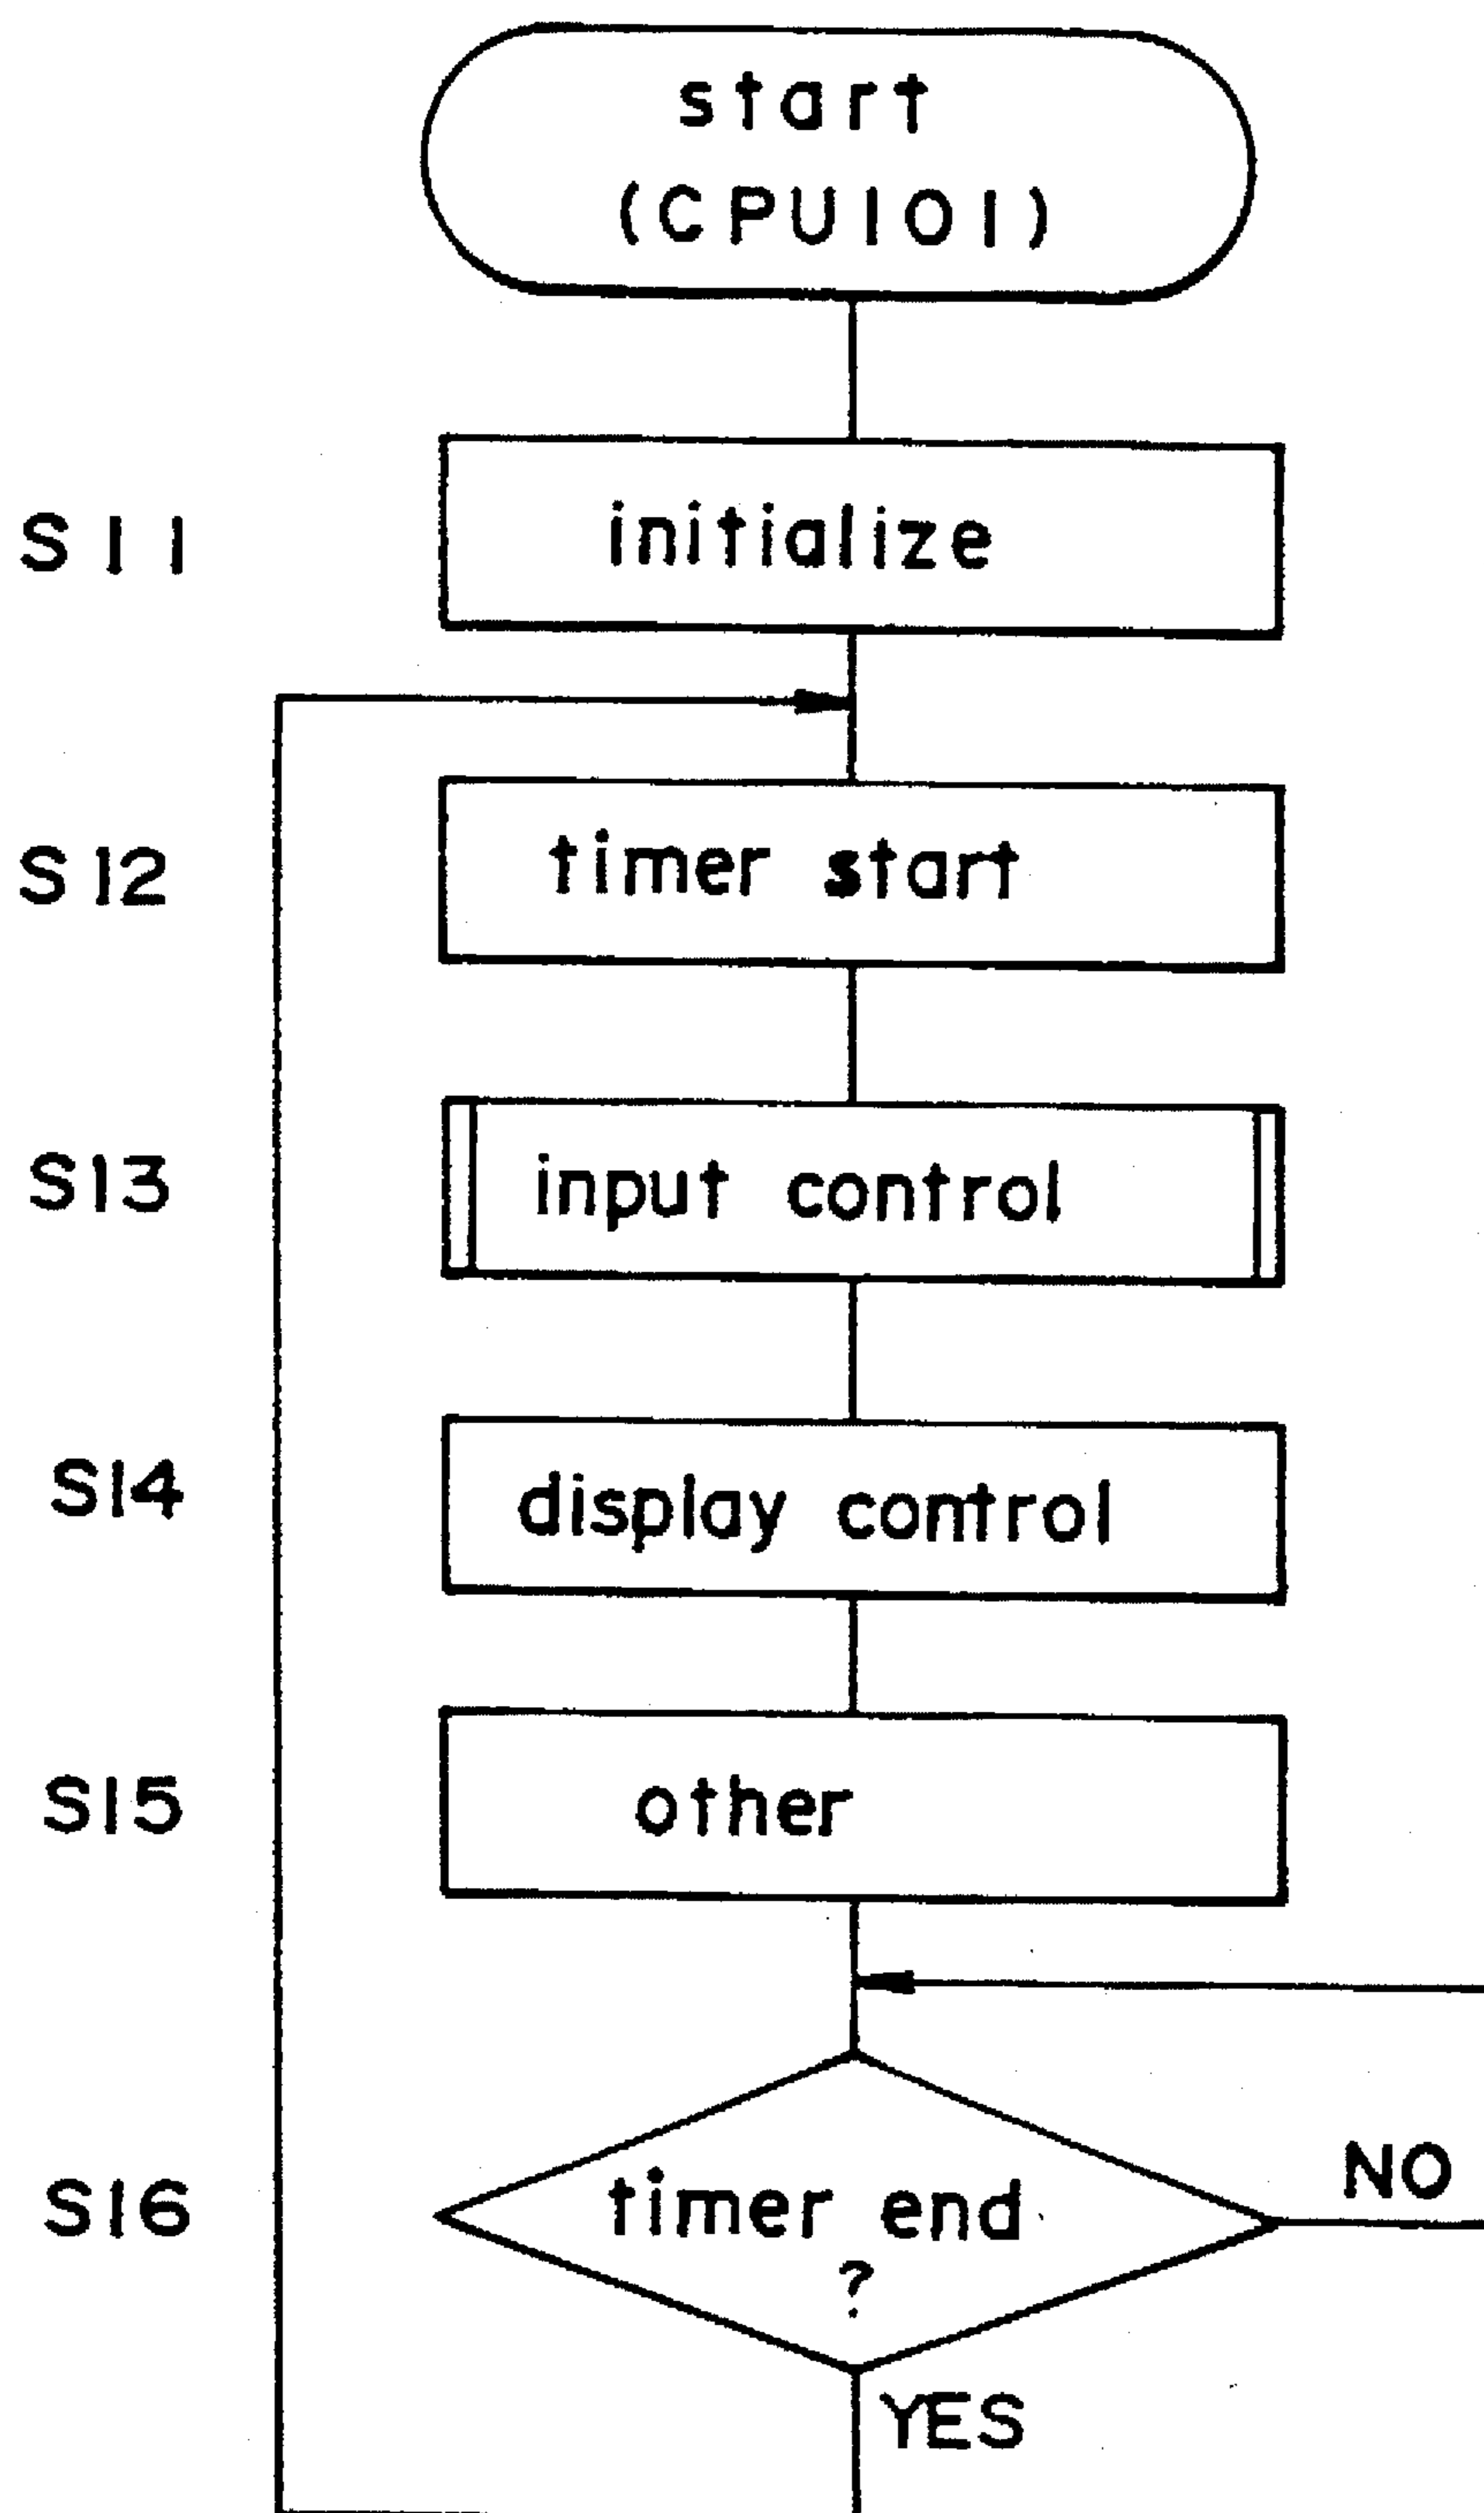 start
(CPU101)
S11 initialize
S12 timer start
S13 input control
S14 display control
S15 other
S16 timer end
?
NO
YES